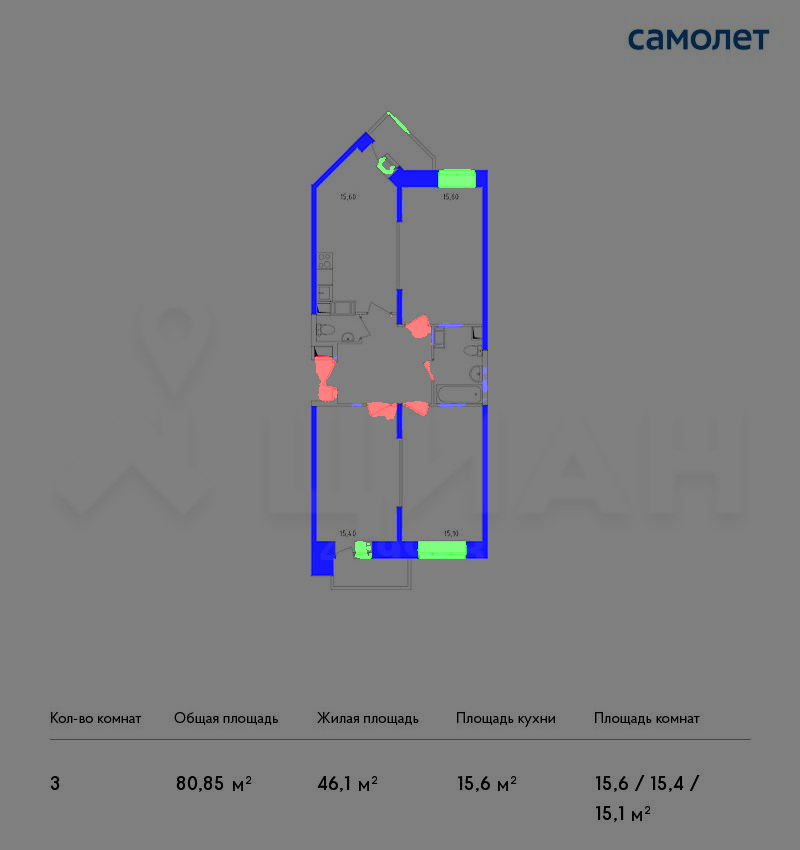 самолет
15,60
15,60
ЦИАН
15,40
15,10
Кол-во комнат Общая площадь Жилая площадь Площадь кухни Площадь комнат
3 80,85 м² 46,1 м² 15,6 м² 15,6 / 15,4 /
15,1 м²